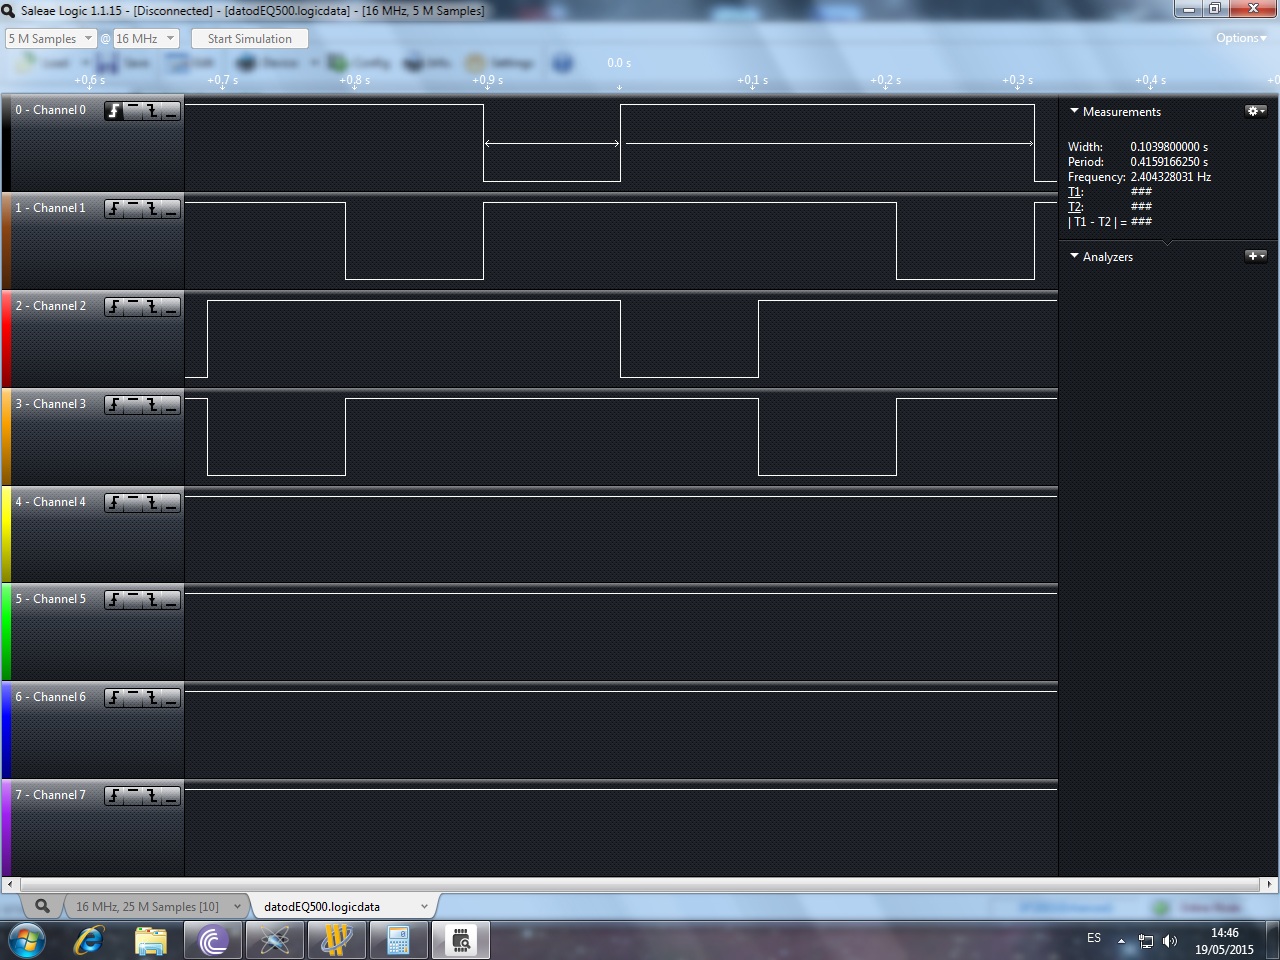 Saleae Logic 1.1.15 - [Disconnected] - [datodEQ500.logicdata] - [16 MHz, 5 M Samples]
5 M Samples @ 16 MHz Start Simulation Options
+0,6 s +0,7 s +0,8 s +0,9 s 0.0 s +0,1 s +0,2 s +0,3 s +0,4 s
0 - Channel 0
1 - Channel 1
2 - Channel 2
3 - Channel 3
4 - Channel 4
5 - Channel 5
6 - Channel 6
7 - Channel 7
Measurements
Width: 0.1039800000 s
Period: 0.4159166250 s
Frequency: 2.404328031 Hz
T1: ###
T2: ###
| T1 - T2 | = ###
Analyzers
16 MHz, 25 M Samples [10] datodEQ500.logicdata
ES 14:46
19/05/2015